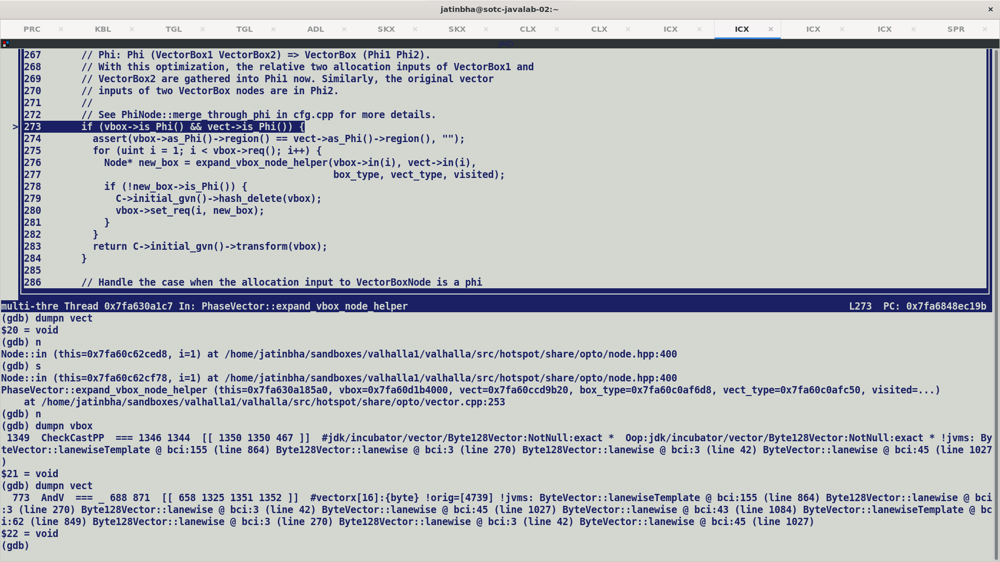 jatinbha@sotc-javalab-02:~ ×
PRC × KBL × TGL × TGL × ADL × SKX × SKX × CLX × CLX × ICX × ICX × ICX × ICX × SPR ×
JMD
267       // Phi: Phi (VectorBox1 VectorBox2) => VectorBox (Phi1 Phi2).
268       // With this optimization, the relative two allocation inputs of VectorBox1 and
269       // VectorBox2 are gathered into Phi1 now. Similarly, the original vector
270       // inputs of two VectorBox nodes are in Phi2.
271       //
272       // See PhiNode::merge_through_phi in cfg.cpp for more details.
>273       if (vbox->is_Phi() && vect->is_Phi()) {
274         assert(vbox->as_Phi()->region() == vect->as_Phi()->region(), "");
275         for (uint i = 1; i < vbox->req(); i++) {
276           Node* new_box = expand_vbox_node_helper(vbox->in(i), vect->in(i),
277                                                   box_type, vect_type, visited);
278           if (!new_box->is_Phi()) {
279             C->initial_gvn()->hash_delete(vbox);
280             vbox->set_req(i, new_box);
281           }
282         }
283         return C->initial_gvn()->transform(vbox);
284       }
285
286       // Handle the case when the allocation input to VectorBoxNode is a phi
multi-thre Thread 0x7fa630a1c7 In: PhaseVector::expand_vbox_node_helper L273  PC: 0x7fa6848ec19b
(gdb) dumpn vect
$20 = void
(gdb) n
Node::in (this=0x7fa60c62ced8, i=1) at /home/jatinbha/sandboxes/valhalla1/valhalla/src/hotspot/share/opto/node.hpp:400
(gdb) s
Node::in (this=0x7fa60c62cf78, i=1) at /home/jatinbha/sandboxes/valhalla1/valhalla/src/hotspot/share/opto/node.hpp:400
PhaseVector::expand_vbox_node_helper (this=0x7fa630a185a0, vbox=0x7fa60d1b4000, vect=0x7fa60ccd9b20, box_type=0x7fa60c0af6d8, vect_type=0x7fa60c0afc50, visited=...)
    at /home/jatinbha/sandboxes/valhalla1/valhalla/src/hotspot/share/opto/vector.cpp:253
(gdb) n
(gdb) dumpn vbox
 1349  CheckCastPP  === 1346 1344  [[ 1350 1350 467 ]]  #jdk/incubator/vector/Byte128Vector:NotNull:exact *  Oop:jdk/incubator/vector/Byte128Vector:NotNull:exact * !jvms: By
teVector::lanewiseTemplate @ bci:155 (line 864) Byte128Vector::lanewise @ bci:3 (line 270) Byte128Vector::lanewise @ bci:3 (line 42) ByteVector::lanewise @ bci:45 (line 1027
)
$21 = void
(gdb) dumpn vect
  773  AndV  === _ 688 871  [[ 658 1325 1351 1352 ]]  #vectorx[16]:{byte} !orig=[4739] !jvms: ByteVector::lanewiseTemplate @ bci:155 (line 864) Byte128Vector::lanewise @ bci
:3 (line 270) Byte128Vector::lanewise @ bci:3 (line 42) ByteVector::lanewise @ bci:45 (line 1027) ByteVector::lanewise @ bci:43 (line 1084) ByteVector::lanewiseTemplate @ bc
i:62 (line 849) Byte128Vector::lanewise @ bci:3 (line 270) Byte128Vector::lanewise @ bci:3 (line 42) ByteVector::lanewise @ bci:45 (line 1027)
$22 = void
(gdb)